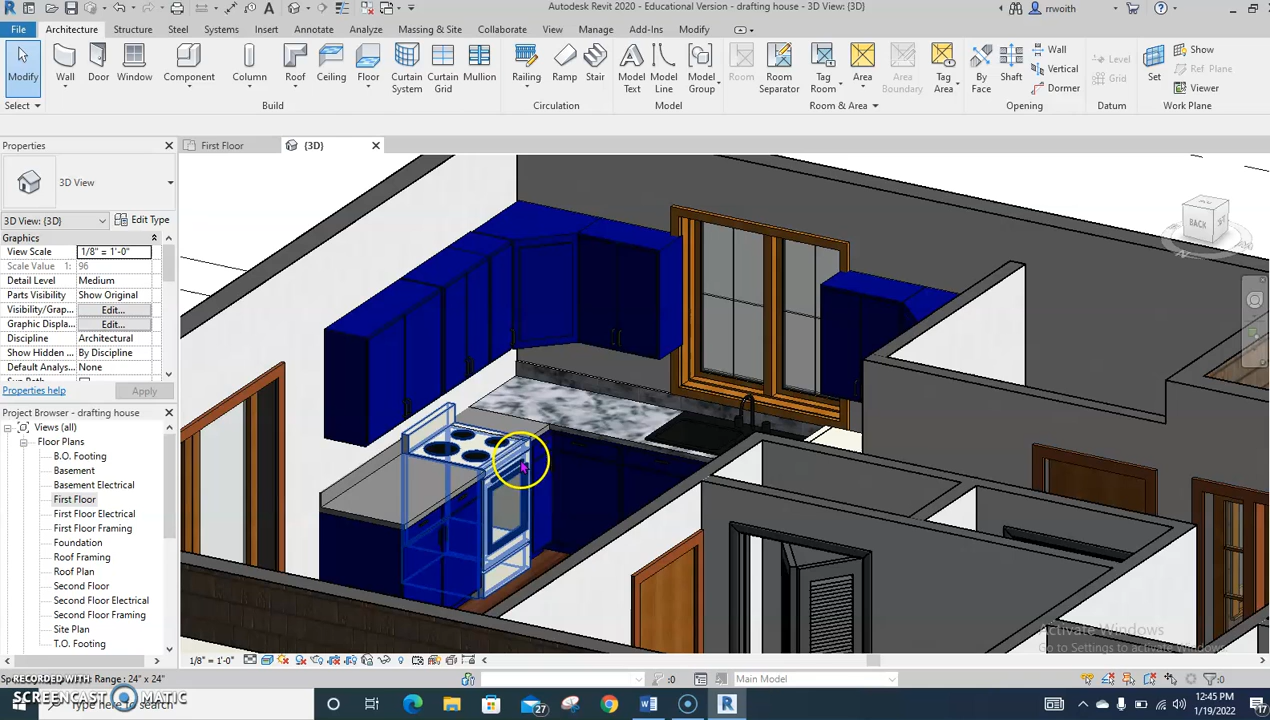 Autodesk Revit 2020 - Educational Version - drafting house - 3D View: {3D}
rrwoith
File Architecture Structure Steel Systems Insert Annotate Analyze Massing & Site Collaborate View Manage Add-Ins Modify
Modify Wall Door Window Component Column Roof Ceiling Floor Curtain System Curtain Grid Mullion Railing Ramp Stair Model Text Model Line Model Group Room Room Separator Tag Room Area Area Boundary Tag Area By Face Shaft Wall Vertical Dormer Level Grid Set Show Ref Plane Viewer
Select Build Circulation Model Room & Area Opening Datum Work Plane
Properties
First Floor {3D}
3D View
3D View: {3D} Edit Type
Graphics
View Scale 1/8" = 1'-0"
Scale Value 1: 96
Detail Level Medium
Parts Visibility Show Original
Visibility/Grap... Edit...
Graphic Displa... Edit...
Discipline Architectural
Show Hidden ... By Discipline
Default Analys... None
Properties help Apply
Project Browser - drafting house
Views (all)
Floor Plans
B.O. Footing
Basement
Basement Electrical
First Floor
First Floor Electrical
First Floor Framing
Foundation
Roof Framing
Roof Plan
Second Floor
Second Floor Electrical
Second Floor Framing
Site Plan
T.O. Footing
BACK
Activate Windows
Go to Settings to activate Windows.
1/8" = 1'-0"
Range : 24" x 24"
:0 Main Model :0
RECORDED WITH
SCREENCAST MATIC
here to search
27
12:45 PM
1/19/2022
17